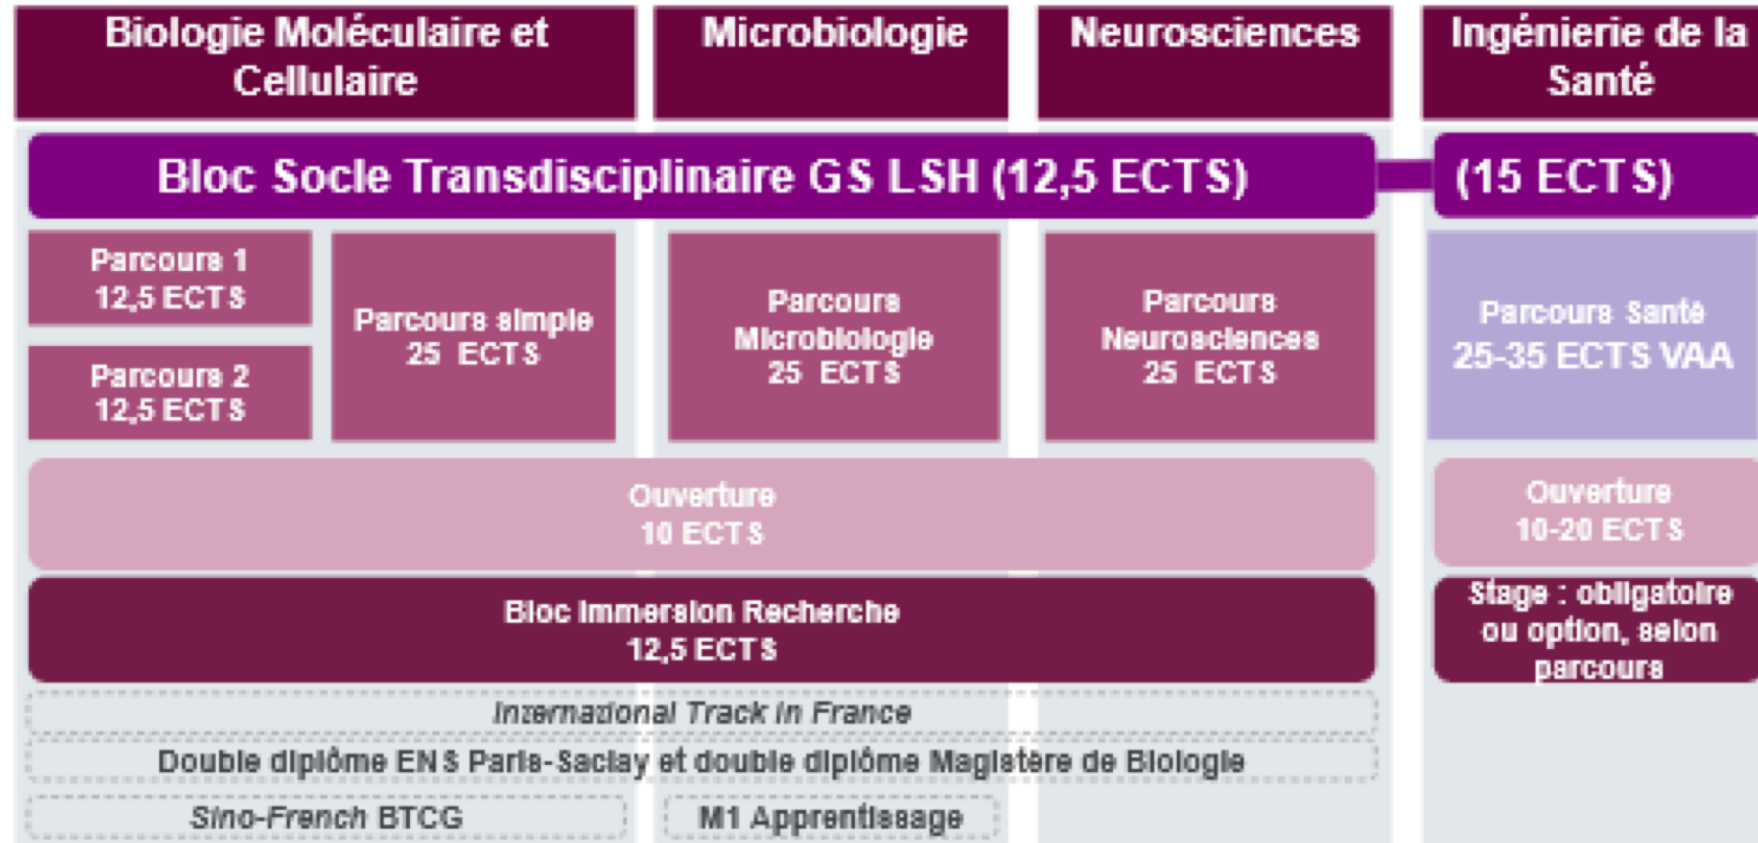 Biologie Moléculaire et
Cellulaire
Microbiologie
Neurosciences
Ingénierie de la
Santé
Bloc Socle Transdisciplinaire GS LSH (12,5 ECTS)
(15 ECTS)
Parcours 1
12,5 ECTS
Parcours 2
12,5 ECTS
Parcours simple
25 ECTS
Parcours
Microbiologie
25 ECTS
Parcours
Neurosciences
25 ECTS
Parcours Santé
25-35 ECTS VAA
Ouverture
10 ECTS
Ouverture
10-20 ECTS
Bloc Immersion Recherche
12,5 ECTS
Stage : obligatoire
ou option, selon
parcours
International Track in France
Double diplôme ENS Paris-Saclay et double diplôme Magistère de Biologie
Sino-French BTCG
M1 Apprentissage